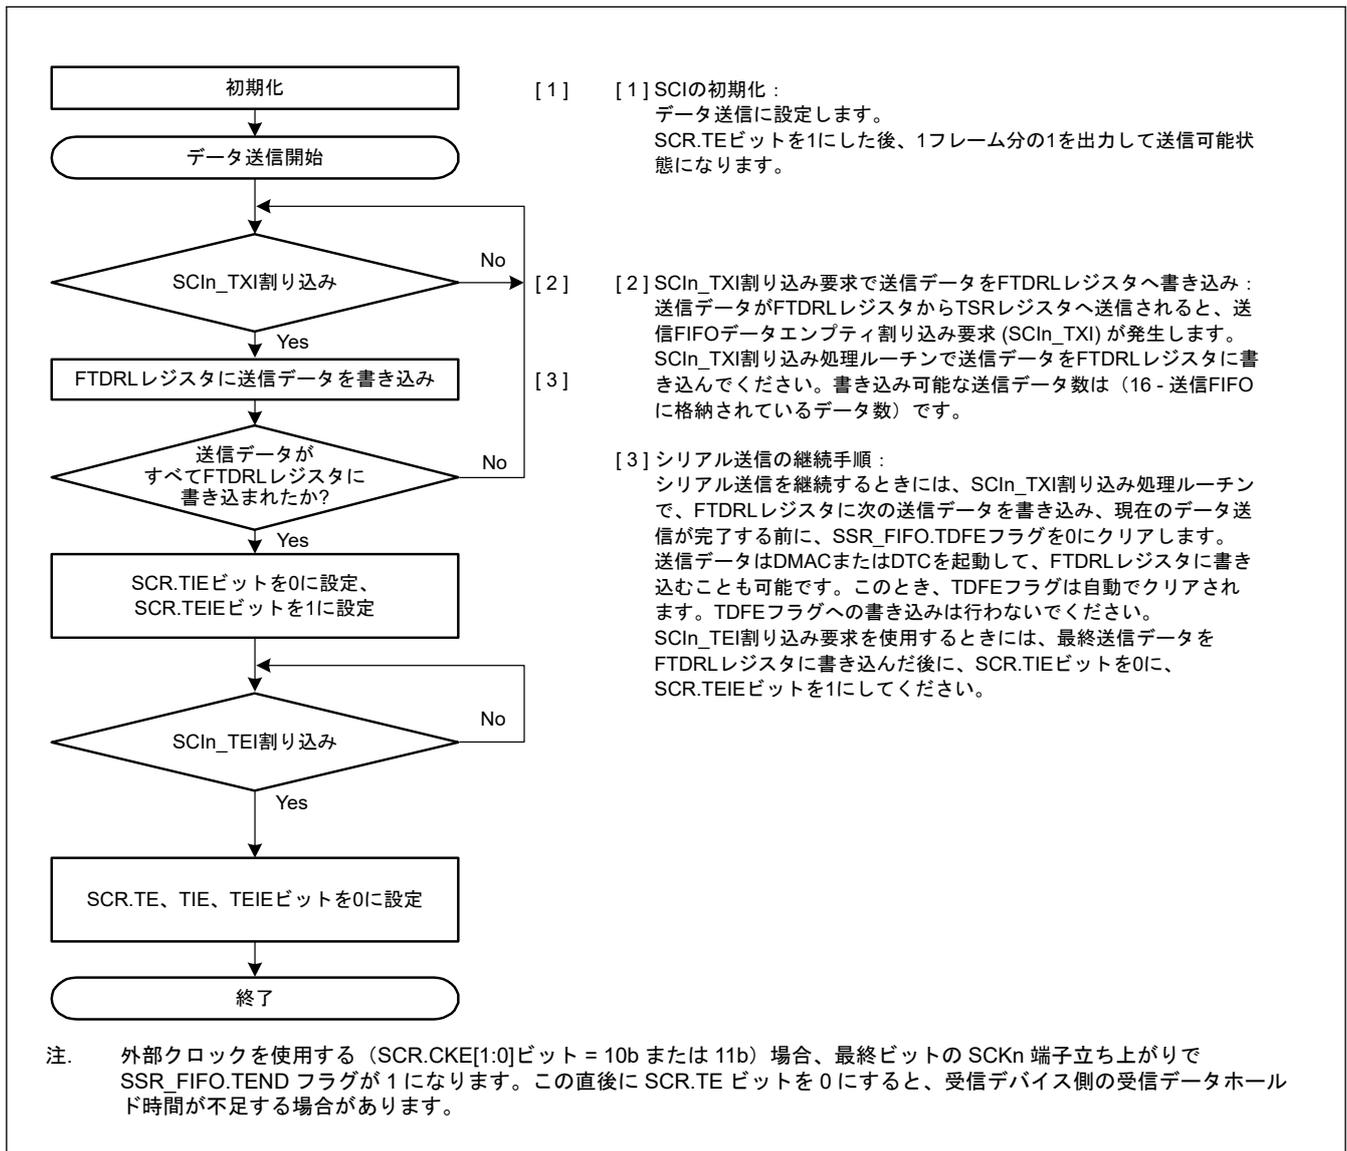 初期化
[ 1 ]
データ送信開始
SCIn_TXI割り込み
No
[ 2 ]
Yes
FTDRLレジスタに送信データを書き込み
[ 3 ]
送信データが
すべてFTDRLレジスタに
書き込まれたか?
No
Yes
SCR.TIEビットを0に設定、
SCR.TEIEビットを1に設定
SCIn_TEI割り込み
No
Yes
SCR.TE、TIE、TEIEビットを0に設定
終了
[ 1 ] SCIの初期化：
データ送信に設定します。
SCR.TEビットを1にした後、1フレーム分の1を出力して送信可能状
態になります。
[ 2 ] SCIn_TXI割り込み要求で送信データをFTDRLレジスタへ書き込み：
送信データがFTDRLレジスタからTSRレジスタへ送信されると、送
信FIFOデータエンプティ割り込み要求 (SCIn_TXI) が発生します。
SCIn_TXI割り込み処理ルーチンで送信データをFTDRLレジスタに書
き込んでください。書き込み可能な送信データ数は（16 - 送信FIFO
に格納されているデータ数）です。
[ 3 ] シリアル送信の継続手順：
シリアル送信を継続するときには、SCIn_TXI割り込み処理ルーチン
で、FTDRLレジスタに次の送信データを書き込み、現在のデータ送
信が完了する前に、SSR_FIFO.TDFEフラグを0にクリアします。
送信データはDMACまたはDTCを起動して、FTDRLレジスタに書き
込むことも可能です。このとき、TDFEフラグは自動でクリアされ
ます。TDFEフラグへの書き込みは行わないでください。
SCIn_TEI割り込み要求を使用するときには、最終送信データを
FTDRLレジスタに書き込んだ後に、SCR.TIEビットを0に、
SCR.TEIEビットを1にしてください。
注. 外部クロックを使用する（SCR.CKE[1:0]ビット = 10b または 11b）場合、最終ビットの SCKn 端子立ち上がりで
SSR_FIFO.TEND フラグが 1 になります。この直後に SCR.TE ビットを 0 にすると、受信デバイス側の受信データホール
ド時間が不足する場合があります。